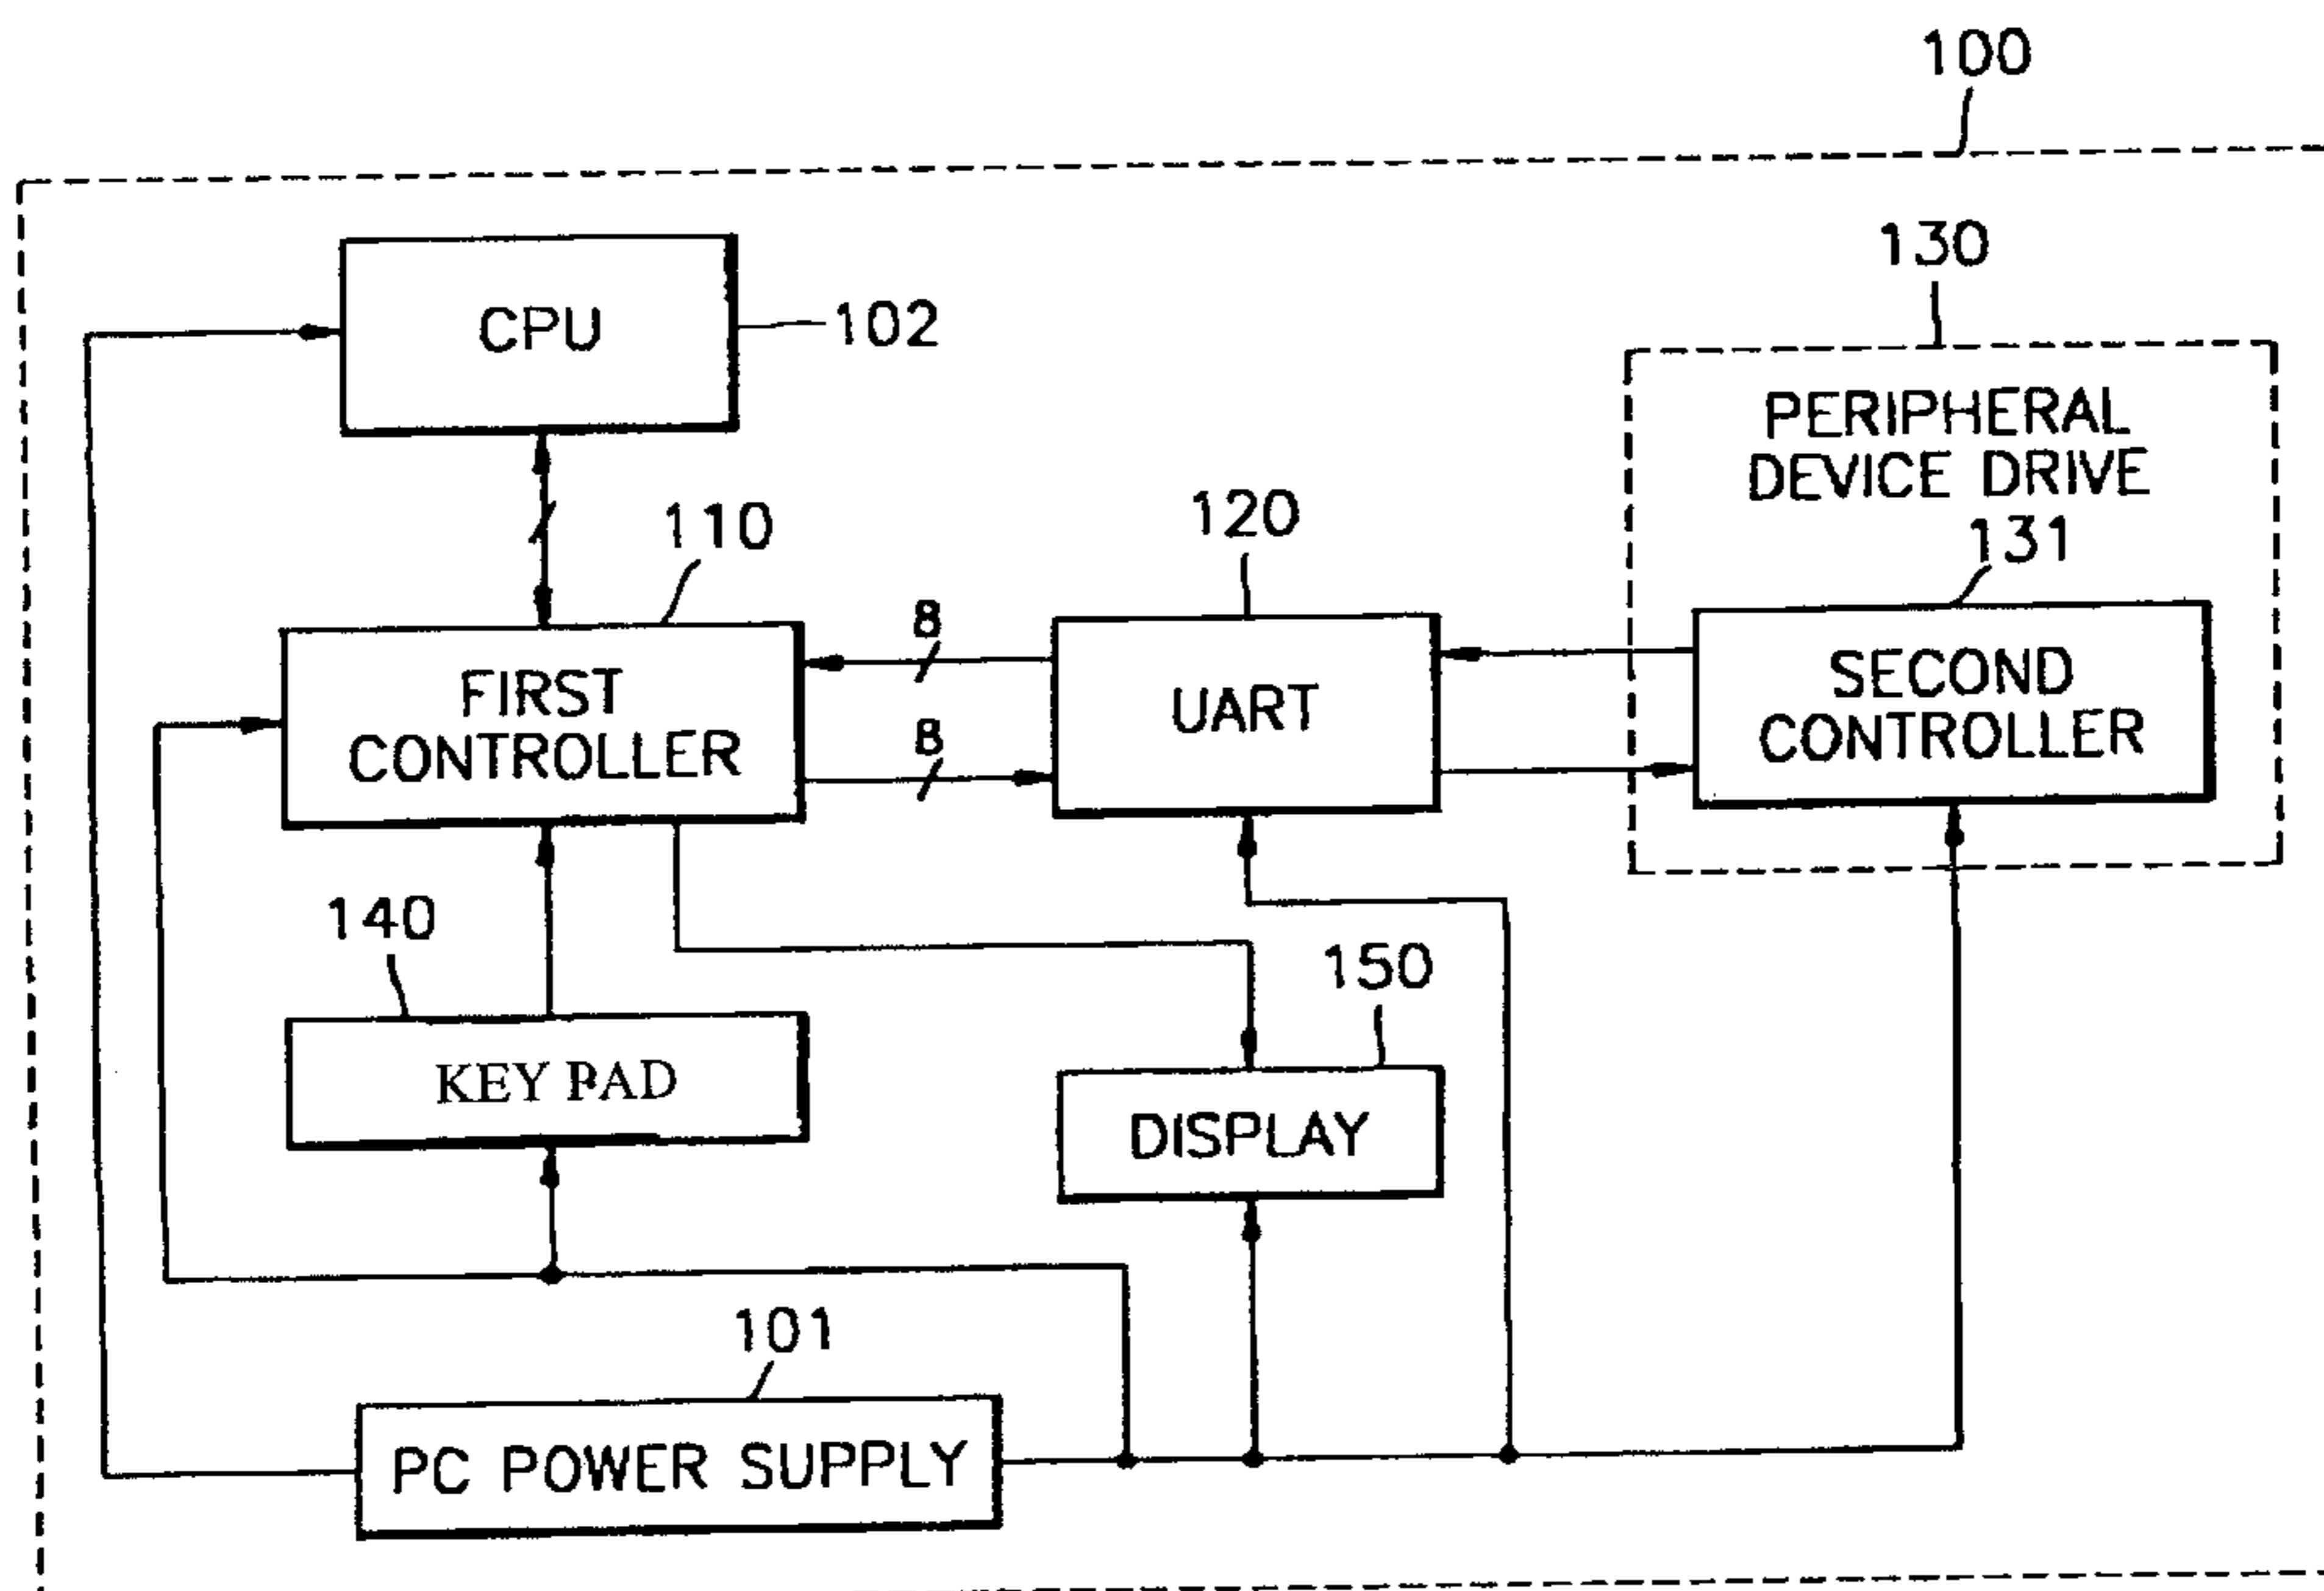 100
130
CPU
102
PERIPHERAL
DEVICE DRIVE
131
110
120
8
FIRST
CONTROLLER
8
UART
SECOND
CONTROLLER
140
150
KEY PAD
DISPLAY
101
PC POWER SUPPLY